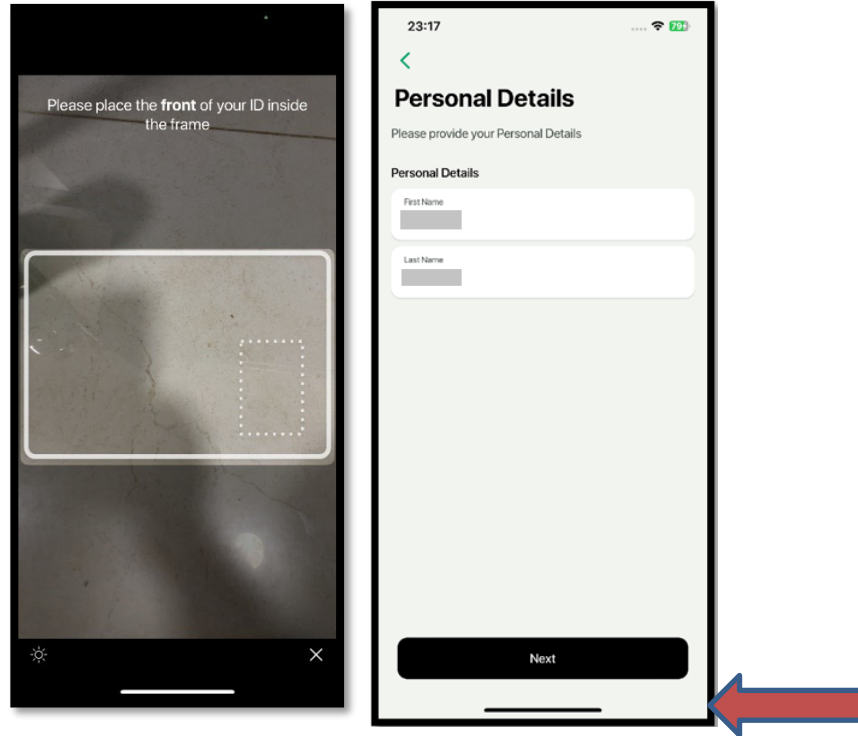 Please place the front of your ID inside
the frame
23:17
79
Personal Details
Please provide your Personal Details
Personal Details
First Name
Last Name
Next